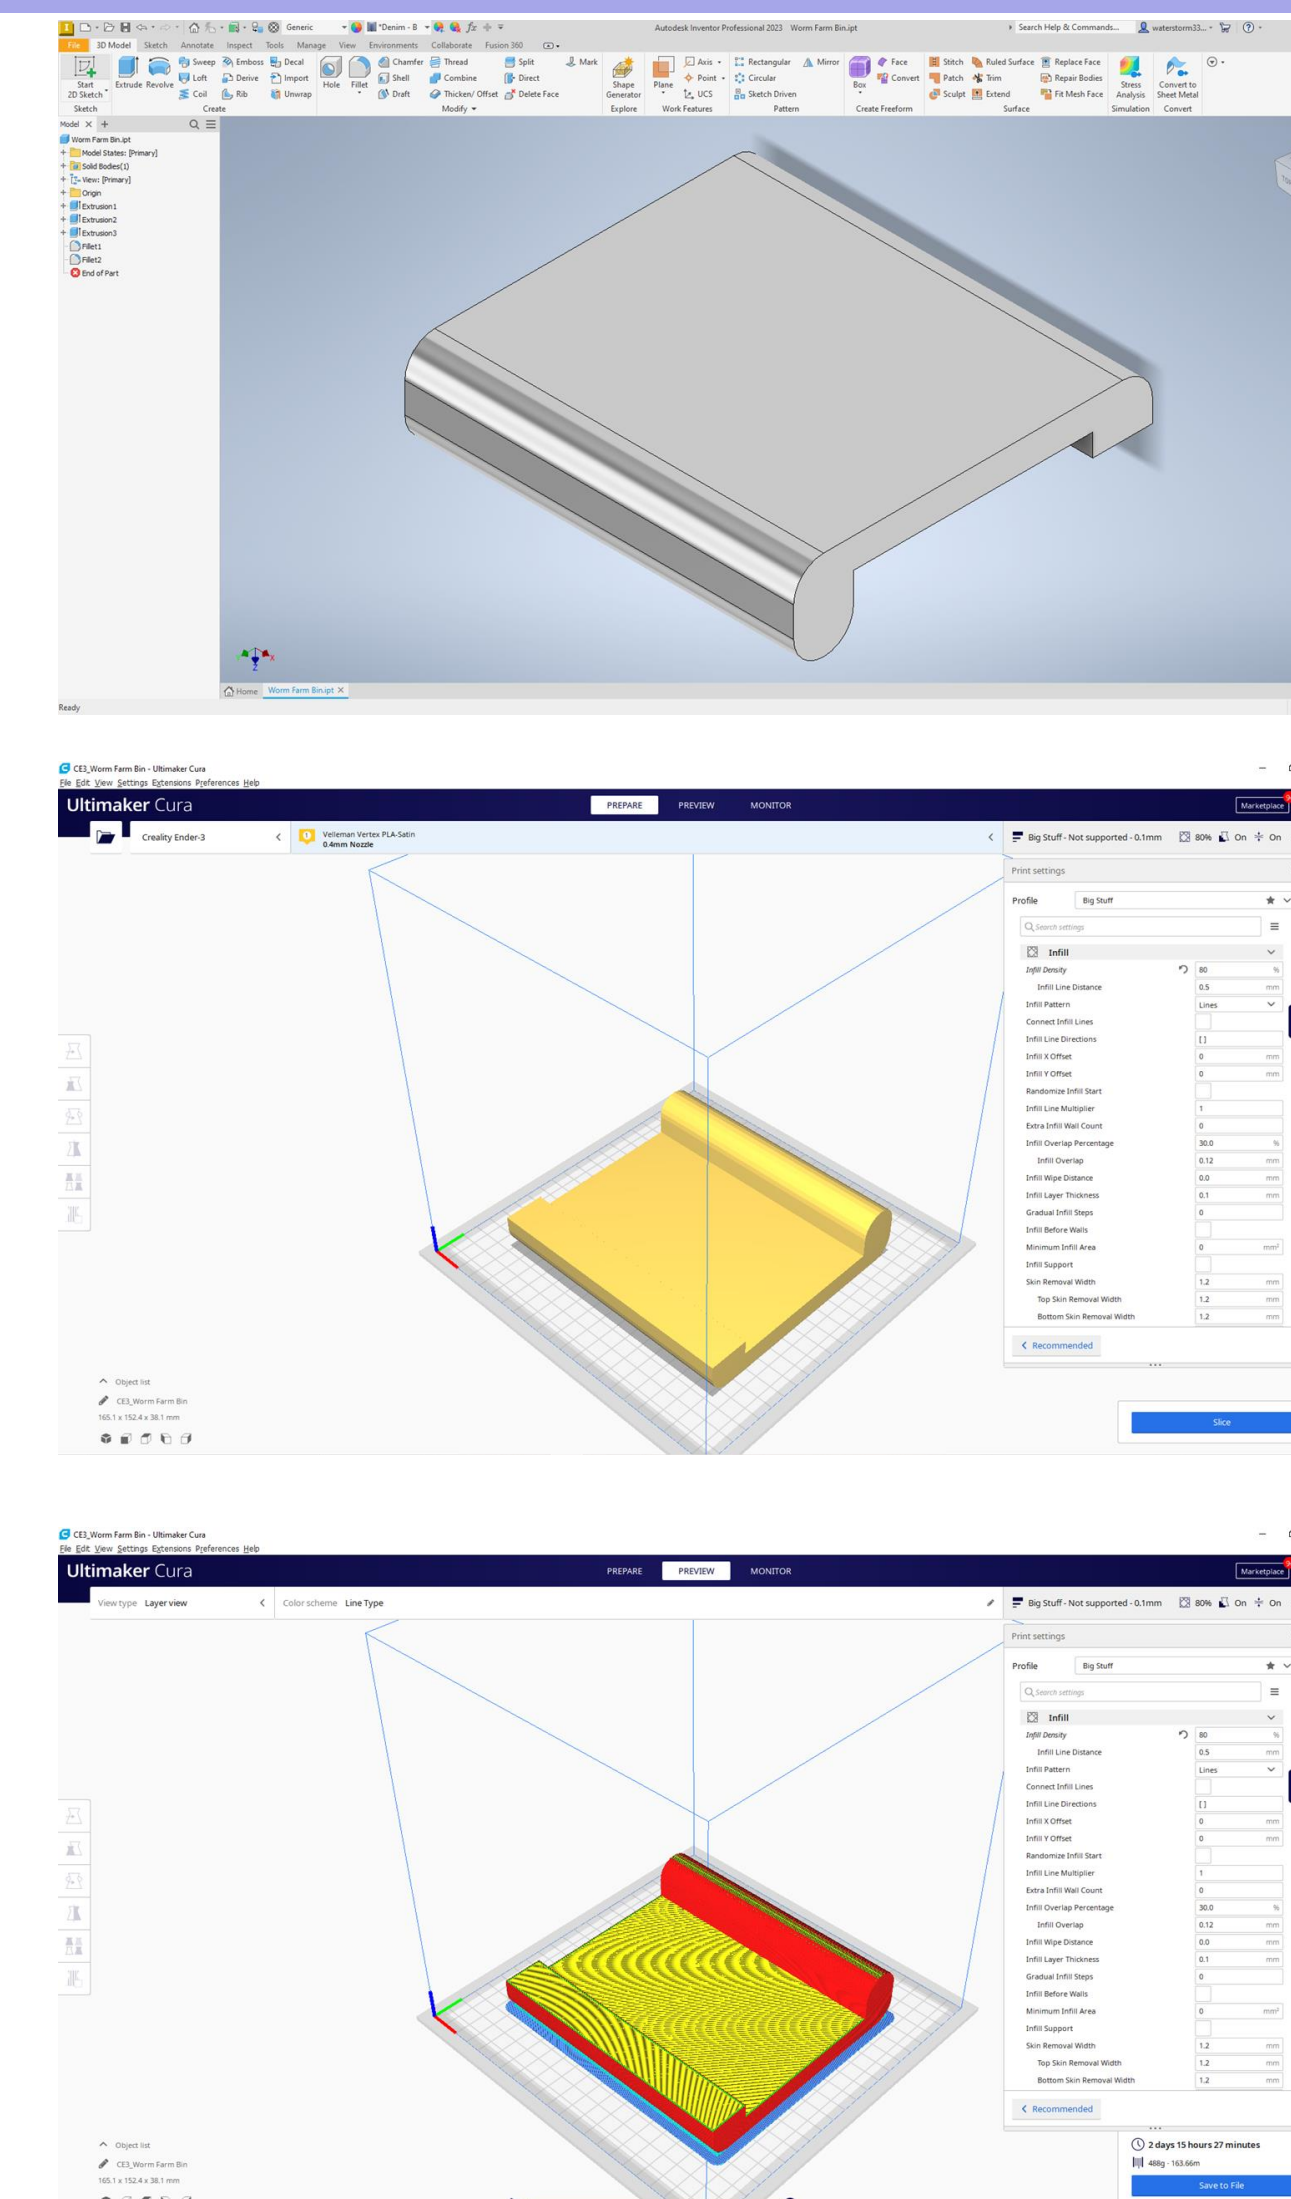 Generic
*Denim - B
Autodesk Inventor Professional 2023 Worm Farm Bin.ipt
Search Help & Commands...
waterstorm33...
File 3D Model Sketch Annotate Inspect Tools Manage View Environments Collaborate Fusion 360
Start 2D Sketch
Extrude Revolve
Sweep Emboss Decal
Loft Derive Import
Coil Rib Unwrap
Hole Fillet
Chamfer Thread Split Mark
Shell Combine Direct
Draft Thicken/ Offset Delete Face
Shape Generator
Plane
Axis
Point
UCS
Rectangular Mirror
Circular
Sketch Driven
Box
Face
Convert
Stitch Ruled Surface Replace Face
Patch Trim Repair Bodies
Sculpt Extend Fit Mesh Face
Stress Analysis
Convert to Sheet Metal
Sketch Create Modify Explore Work Features Pattern Create Freeform Surface Simulation Convert
Model
Worm Farm Bin.ipt
Model States: [Primary]
Solid Bodies(1)
View: [Primary]
Origin
Extrusion1
Extrusion2
Extrusion3
Fillet1
Fillet2
End of Part
X
Z
Home Worm Farm Bin.ipt
Ready
CE3_Worm Farm Bin - Ultimaker Cura
File Edit View Settings Extensions Preferences Help
Ultimaker Cura
PREPARE PREVIEW MONITOR
Marketplace
Creality Ender-3
Velleman Vertex PLA-Satin
0.4mm Nozzle
Big Stuff - Not supported - 0.1mm 80% On On
Print settings
Profile Big Stuff
Search settings
Infill
Infill Density 80 %
Infill Line Distance 0.5 mm
Infill Pattern Lines
Connect Infill Lines
Infill Line Directions [ ]
Infill X Offset 0 mm
Infill Y Offset 0 mm
Randomize Infill Start
Infill Line Multiplier 1
Extra Infill Wall Count 0
Infill Overlap Percentage 30.0 %
Infill Overlap 0.12 mm
Infill Wipe Distance 0.0 mm
Infill Layer Thickness 0.1 mm
Gradual Infill Steps 0
Infill Before Walls
Minimum Infill Area 0 mm²
Infill Support
Skin Removal Width 1.2 mm
Top Skin Removal Width 1.2 mm
Bottom Skin Removal Width 1.2 mm
Recommended
Object list
CE3_Worm Farm Bin
165.1 x 152.4 x 38.1 mm
Slice
CE3_Worm Farm Bin - Ultimaker Cura
File Edit View Settings Extensions Preferences Help
Ultimaker Cura
PREPARE PREVIEW MONITOR
Marketplace
View type Layer view
Color scheme Line Type
Big Stuff - Not supported - 0.1mm 80% On On
Print settings
Profile Big Stuff
Search settings
Infill
Infill Density 80 %
Infill Line Distance 0.5 mm
Infill Pattern Lines
Connect Infill Lines
Infill Line Directions [ ]
Infill X Offset 0 mm
Infill Y Offset 0 mm
Randomize Infill Start
Infill Line Multiplier 1
Extra Infill Wall Count 0
Infill Overlap Percentage 30.0 %
Infill Overlap 0.12 mm
Infill Wipe Distance 0.0 mm
Infill Layer Thickness 0.1 mm
Gradual Infill Steps 0
Infill Before Walls
Minimum Infill Area 0 mm²
Infill Support
Skin Removal Width 1.2 mm
Top Skin Removal Width 1.2 mm
Bottom Skin Removal Width 1.2 mm
Recommended
Object list
CE3_Worm Farm Bin
165.1 x 152.4 x 38.1 mm
2 days 15 hours 27 minutes
488g · 163.66m
Save to File